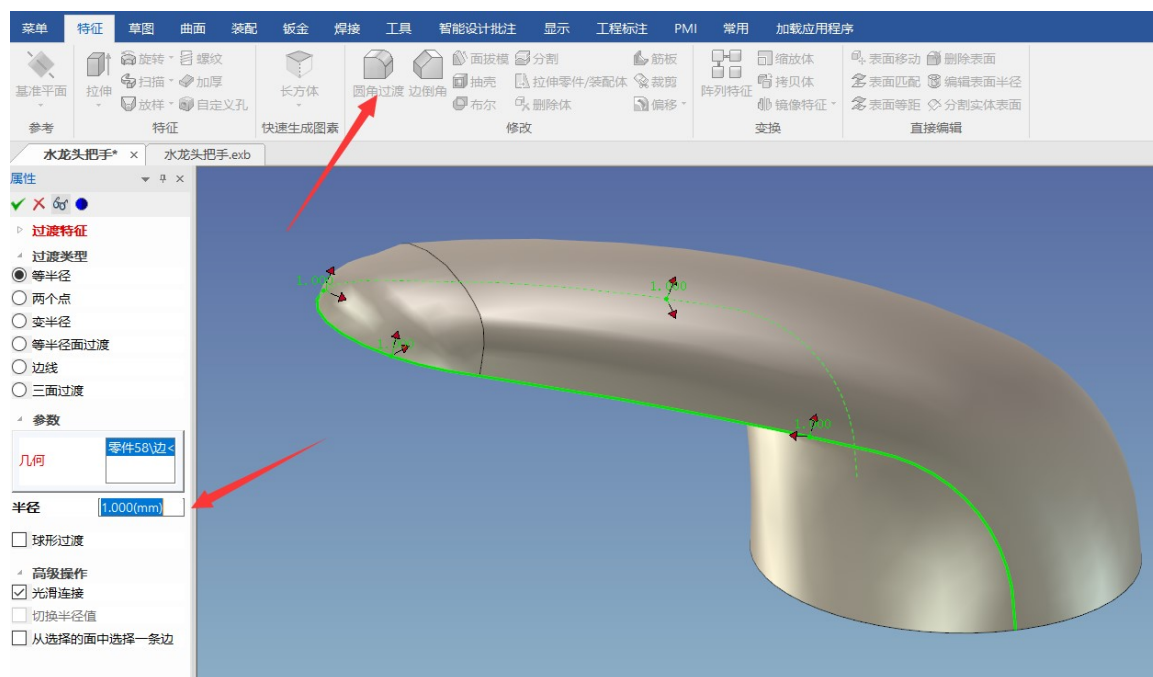 菜单 特征 草图 曲面 装配 钣金 焊接 工具 智能设计批注 显示 工程标注 PMI 常用 加载应用程序
基准平面
拉伸
旋转 螺纹
扫描 加厚
放样 自定义孔
长方体
圆角过渡 边倒角
面拔模 分割 筋板
抽壳 拉伸零件/装配体 裁剪
布尔 删除体 偏移
阵列特征
缩放体
拷贝体
镜像特征
表面移动 删除表面
表面匹配 编辑表面半径
表面等距 分割实体表面
参考 特征 快速生成图素 修改 变换 直接编辑
水龙头把手* × 水龙头把手.exb
属性
过渡特征
过渡类型
等半径
两个点
变半径
等半径面过渡
边线
三面过渡
参数
几何 零件58\边<
半径 1.000(mm)
球形过渡
高级操作
光滑连接
切换半径值
从选择的面中选择一条边